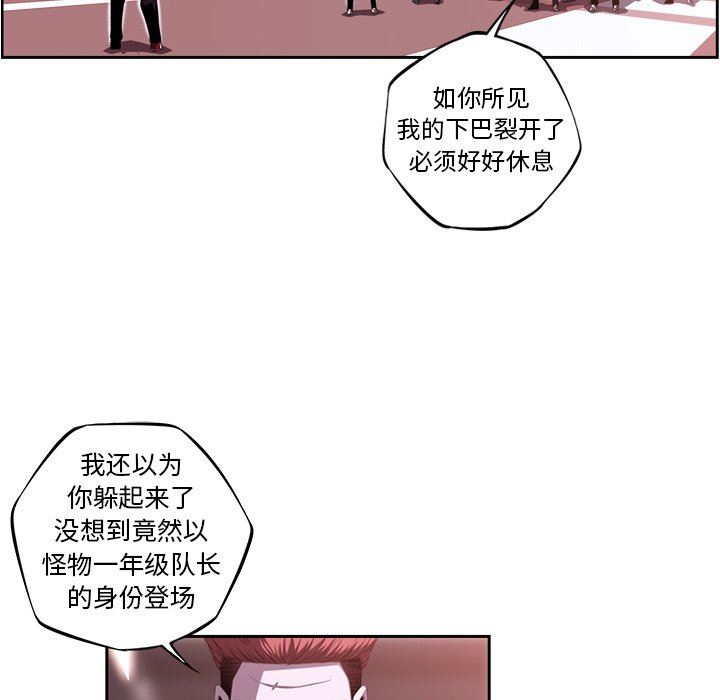 如你所见
我的下巴裂开了
必须好好休息
我还以为
你躲起来了
没想到竟然以
怪物一年级队长
的身份登场